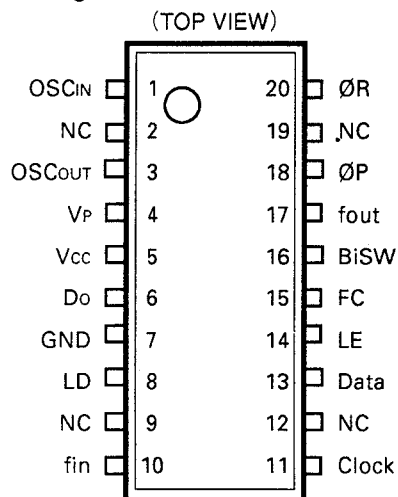 (TOP VIEW)
OSCIN 1 20 ØR
NC 2 19 NC
OSCOUT 3 18 ØP
VP 4 17 fout
VCC 5 16 BiSW
Do 6 15 FC
GND 7 14 LE
LD 8 13 Data
NC 9 12 NC
fin 10 11 Clock